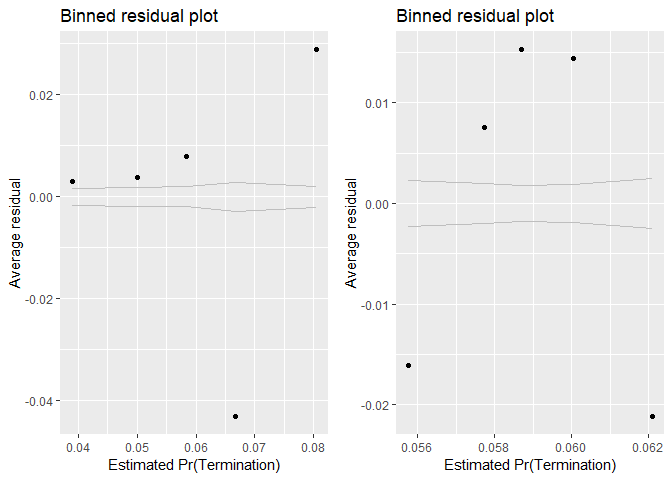 Binned residual plot
0.02
0.00
-0.02
-0.04
Average residual
0.04 0.05 0.06 0.07 0.08
Estimated Pr(Termination)
Binned residual plot
0.01
0.00
-0.01
-0.02
Average residual
0.056 0.058 0.060 0.062
Estimated Pr(Termination)